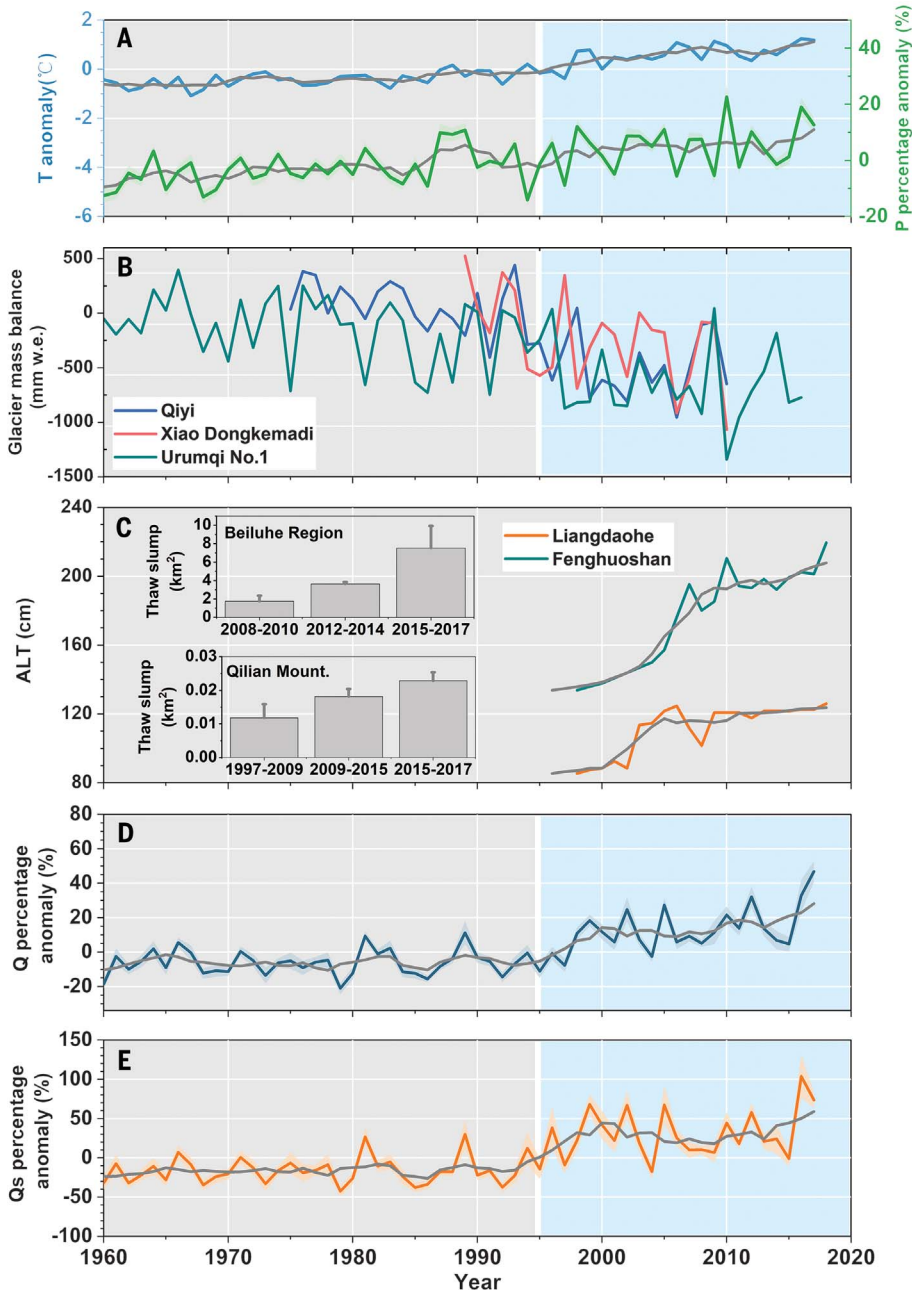 A
T anomaly(℃)
2
0
-2
-4
-6
P percentage anomaly (%)
40
20
0
-20
B
Glacier mass balance
(mm w.e.)
500
0
-500
-1000
-1500
Qiyi
Xiao Dongkemadi
Urumqi No.1
C
ALT (cm)
240
200
160
120
80
Beiluhe Region
Thaw slump
(km²)
10
8
6
4
2
0
2008-2010 2012-2014 2015-2017
Qilian Mount.
Thaw slump
(km²)
0.03
0.02
0.01
0.00
1997-2009 2009-2015 2015-2017
Liangdaohe
Fenghuoshan
D
Q percentage
anomaly (%)
80
60
40
20
0
-20
E
Qs percentage
anomaly (%)
150
100
50
0
-50
-100
1960 1970 1980 1990 2000 2010 2020
Year